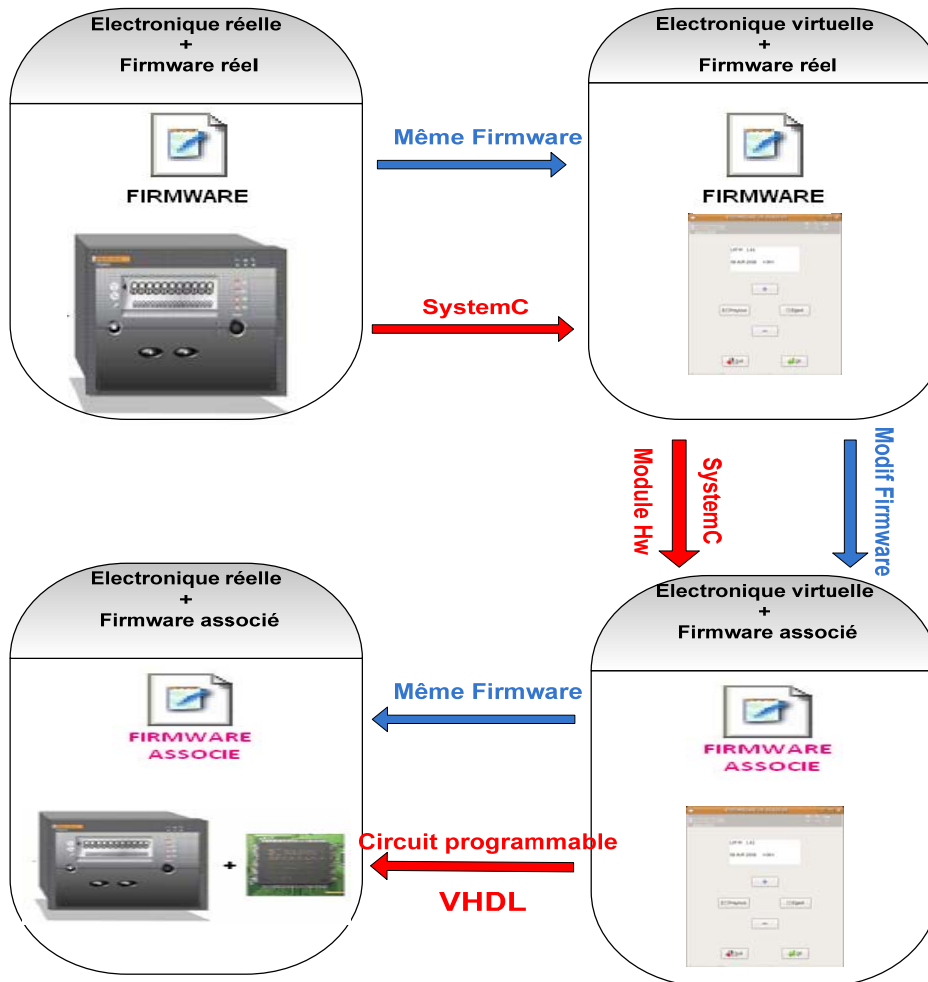 Electronique réelle
+
Firmware réel
Electronique virtuelle
+
Firmware réel
FIRMWARE
Même Firmware
FIRMWARE
SystemC
SystemC
Module Hw
Modif Firmware
Electronique réelle
+
Firmware associé
Electronique virtuelle
+
Firmware associé
FIRMWARE
ASSOCIE
Même Firmware
FIRMWARE
ASSOCIE
+
Circuit programmable
VHDL